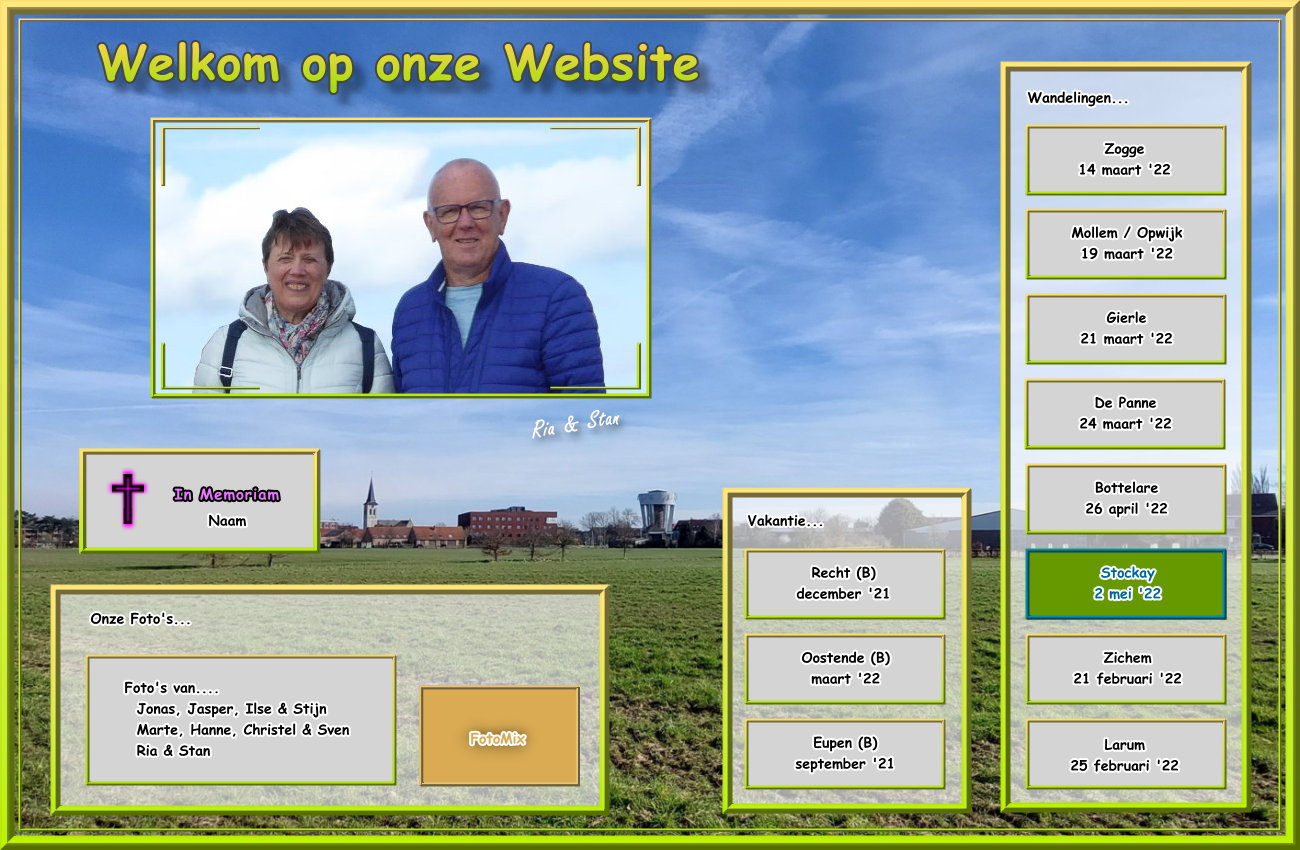 Welkom op onze Website
Ria & Stan
In Memoriam
Naam
Onze Foto's...
Foto's van....
Jonas, Jasper, Ilse & Stijn
Marte, Hanne, Christel & Sven
Ria & Stan
FotoMix
Vakantie...
Recht (B)
december '21
Oostende (B)
maart '22
Eupen (B)
september '21
Wandelingen...
Zogge
14 maart '22
Mollem / Opwijk
19 maart '22
Gierle
21 maart '22
De Panne
24 maart '22
Bottelare
26 april '22
Stockay
2 mei '22
Zichem
21 februari '22
Larum
25 februari '22